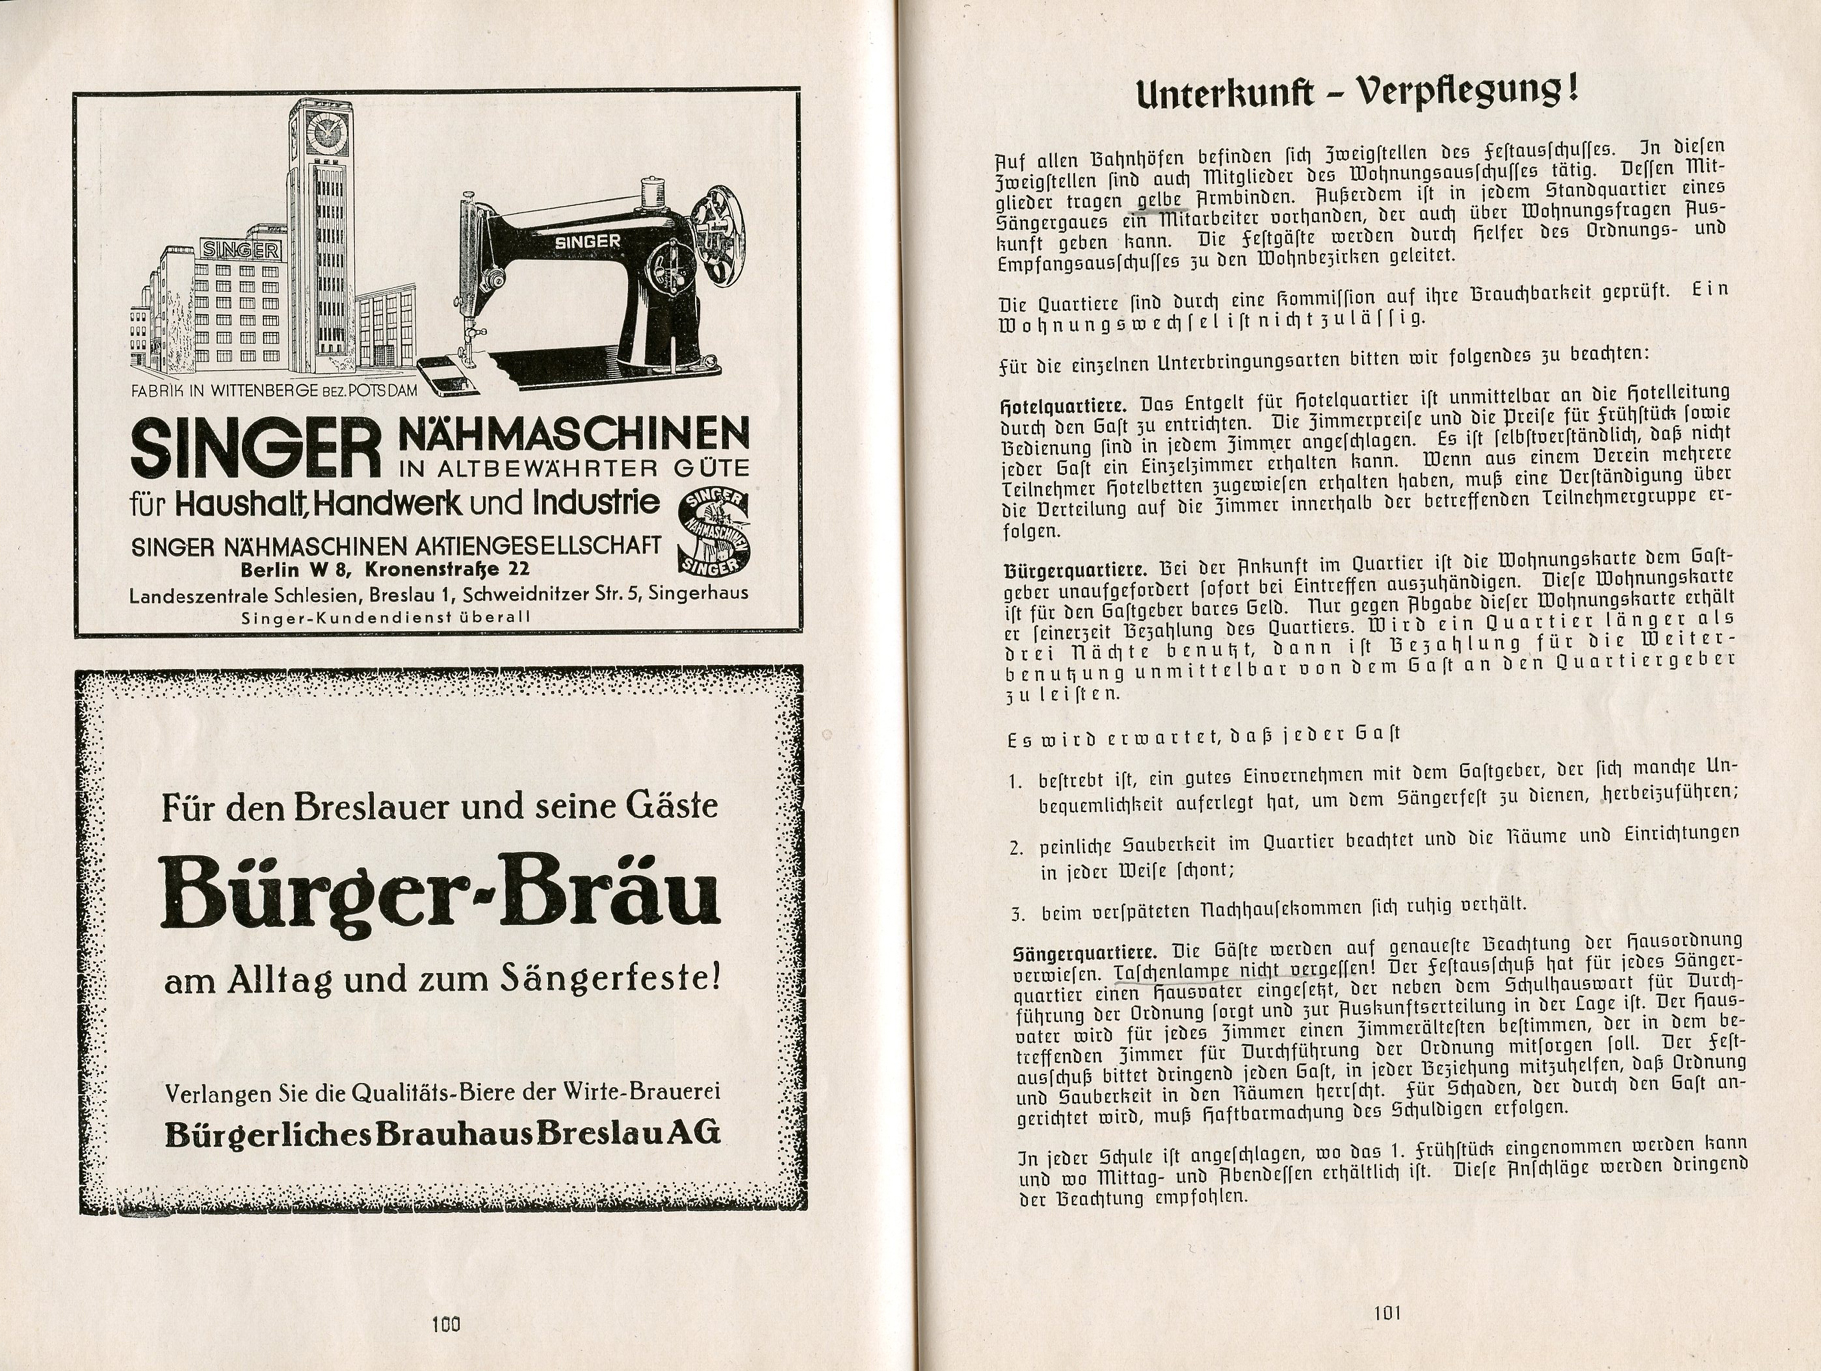 SINGER
SINGER
FABRIK IN WITTENBERGE BEZ. POTSDAM
SINGER NÄHMASCHINEN
IN ALTBEWÄHRTER GÜTE
für Haushalt, Handwerk und Industrie
SINGER
NÄHMASCHINEN
SINGER
SINGER NÄHMASCHINEN AKTIENGESELLSCHAFT
Berlin W 8, Kronenstraße 22
Landeszentrale Schlesien, Breslau 1, Schweidnitzer Str. 5, Singerhaus
Singer-Kundendienst überall
Für den Breslauer und seine Gäste
Bürger-Bräu
am Alltag und zum Sängerfeste!
Verlangen Sie die Qualitäts-Biere der Wirte-Brauerei
Bürgerliches Brauhaus Breslau AG
100
Unterkunft – Verpflegung!
Auf allen Bahnhöfen befinden sich Zweigstellen des Festausschusses. In diesen
Zweigstellen sind auch Mitglieder des Wohnungsausschusses tätig. Dessen Mit-
glieder tragen gelbe Armbinden. Außerdem ist in jedem Standquartier eines
Sängergaues ein Mitarbeiter vorhanden, der auch über Wohnungsfragen Aus-
kunft geben kann. Die Festgäste werden durch Helfer des Ordnungs- und
Empfangsausschusses zu den Wohnbezirken geleitet.
Die Quartiere sind durch eine Kommission auf ihre Brauchbarkeit geprüft. Ein
Wohnungswechsel ist nicht zulässig.
Für die einzelnen Unterbringungsarten bitten wir folgendes zu beachten:
Hotelquartiere. Das Entgelt für Hotelquartier ist unmittelbar an die Hotelleitung
durch den Gast zu entrichten. Die Zimmerpreise und die Preise für Frühstück sowie
Bedienung sind in jedem Zimmer angeschlagen. Es ist selbstverständlich, daß nicht
jeder Gast ein Einzelzimmer erhalten kann. Wenn aus einem Verein mehrere
Teilnehmer Hotelbetten zugewiesen erhalten haben, muß eine Verständigung über
die Verteilung auf die Zimmer innerhalb der betreffenden Teilnehmergruppe er-
folgen.
Bürgerquartiere. Bei der Ankunft im Quartier ist die Wohnungskarte dem Gast-
geber unaufgefordert sofort bei Eintreffen auszuhändigen. Diese Wohnungskarte
ist für den Gastgeber bares Geld. Nur gegen Abgabe dieser Wohnungskarte erhält
er seinerzeit Bezahlung des Quartiers. Wird ein Quartier länger als
drei Nächte benutzt, dann ist Bezahlung für die Weiter-
benutzung unmittelbar von dem Gast an den Quartiergeber
zu leisten.
Es wird erwartet, daß jeder Gast
1. bestrebt ist, ein gutes Einvernehmen mit dem Gastgeber, der sich manche Un-
bequemlichkeit auferlegt hat, um dem Sängerfest zu dienen, herbeizuführen;
2. peinliche Sauberkeit im Quartier beachtet und die Räume und Einrichtungen
in jeder Weise schont;
3. beim verspäteten Nachhausekommen sich ruhig verhält.
Sängerquartiere. Die Gäste werden auf genaueste Beachtung der Hausordnung
verwiesen. Taschenlampe nicht vergessen! Der Festausschuß hat für jedes Sänger-
quartier einen Hausvater eingesetzt, der neben dem Schulhauswart für Durch-
führung der Ordnung sorgt und zur Auskunftserteilung in der Lage ist. Der Haus-
vater wird für jedes Zimmer einen Zimmerältesten bestimmen, der in dem be-
treffenden Zimmer für Durchführung der Ordnung mitsorgen soll. Der Fest-
ausschuß bittet dringend jeden Gast, in jeder Beziehung mitzuhelfen, daß Ordnung
und Sauberkeit in den Räumen herrscht. Für Schaden, der durch den Gast an-
gerichtet wird, muß Haftbarmachung des Schuldigen erfolgen.
In jeder Schule ist angeschlagen, wo das 1. Frühstück eingenommen werden kann
und wo Mittag- und Abendessen erhältlich ist. Diese Anschläge werden dringend
der Beachtung empfohlen.
101